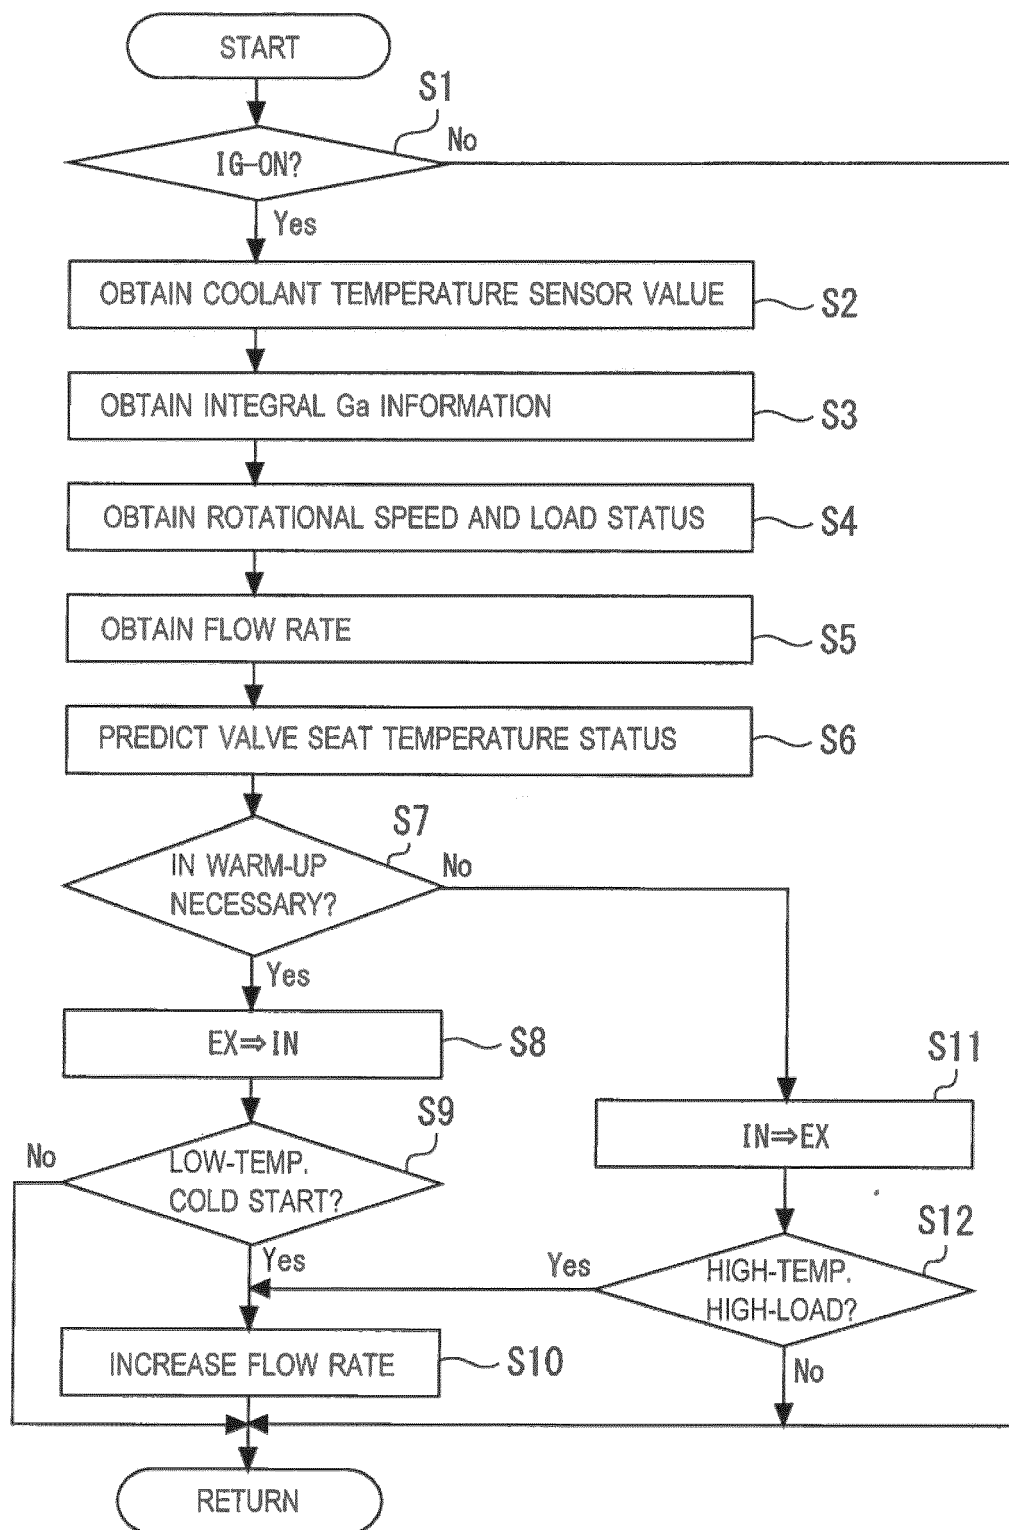 START
S1
IG-ON?
No
Yes
OBTAIN COOLANT TEMPERATURE SENSOR VALUE
S2
OBTAIN INTEGRAL Ga INFORMATION
S3
OBTAIN ROTATIONAL SPEED AND LOAD STATUS
S4
OBTAIN FLOW RATE
S5
PREDICT VALVE SEAT TEMPERATURE STATUS
S6
S7
IN WARM-UP
NECESSARY?
No
Yes
EX⇒IN
S8
S11
IN⇒EX
S9
No
LOW-TEMP.
COLD START?
Yes
S12
Yes
HIGH-TEMP.
HIGH-LOAD?
No
INCREASE FLOW RATE
S10
RETURN